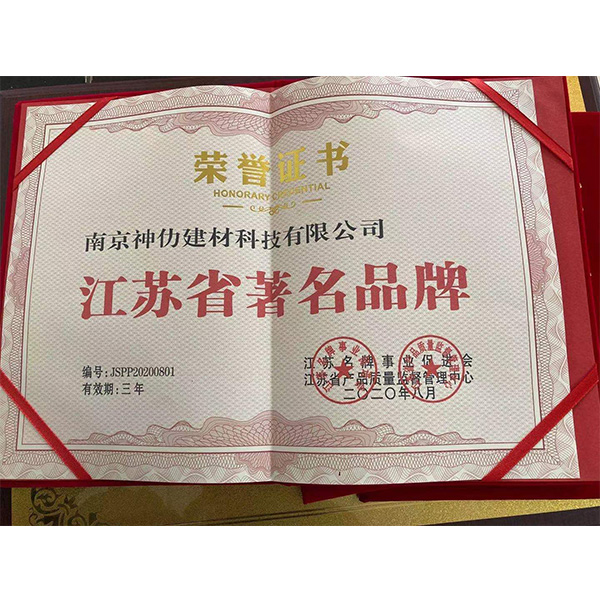 荣誉证书
HONORARY CREDENTIAL
南京神仂建材科技有限公司
江苏省著名品牌
编号:JSPP20200801
有效期:三年
江苏名牌事业促进会
江苏省产品质量监督管理中心
二〇二〇年八月